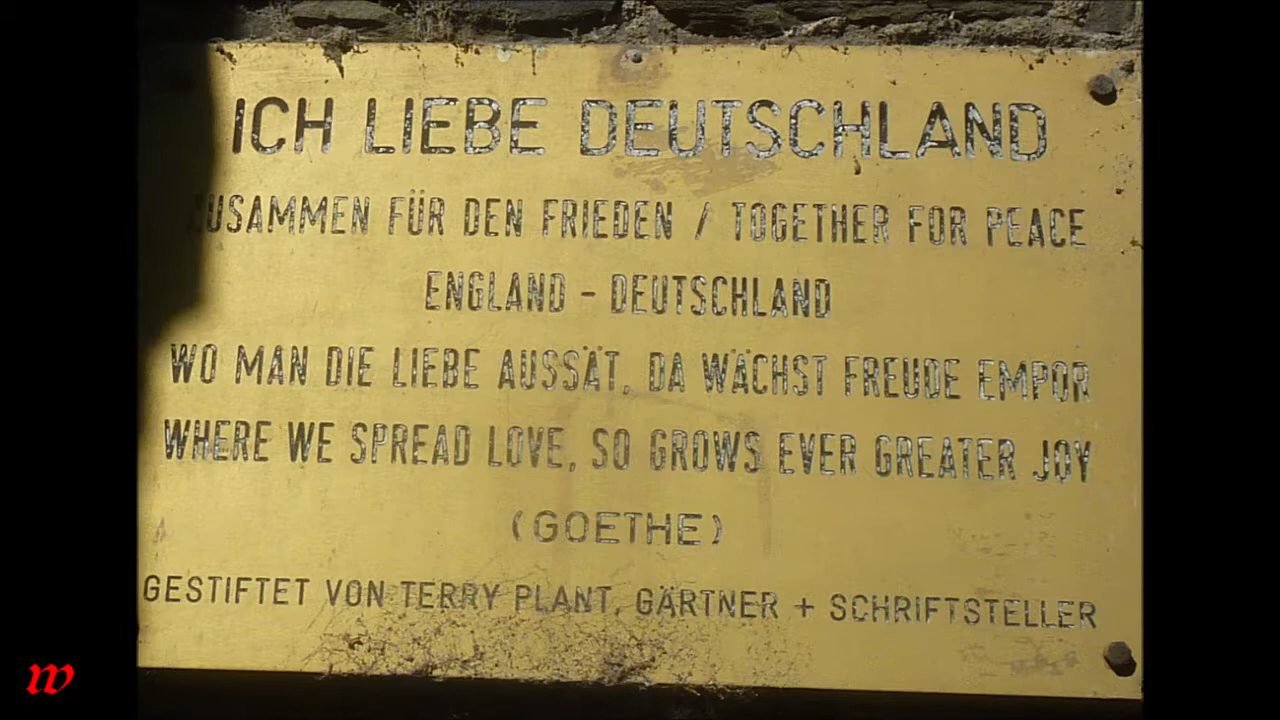 ICH LIEBE DEUTSCHLAND
ZUSAMMEN FÜR DEN FRIEDEN / TOGETHER FOR PEACE
ENGLAND - DEUTSCHLAND
WO MAN DIE LIEBE AUSSÄT, DA WÄCHST FREUDE EMPOR
WHERE WE SPREAD LOVE, SO GROWS EVER GREATER JOY
(GOETHE)
GESTIFTET VON TERRY PLANT, GÄRTNER + SCHRIFTSTELLER
w